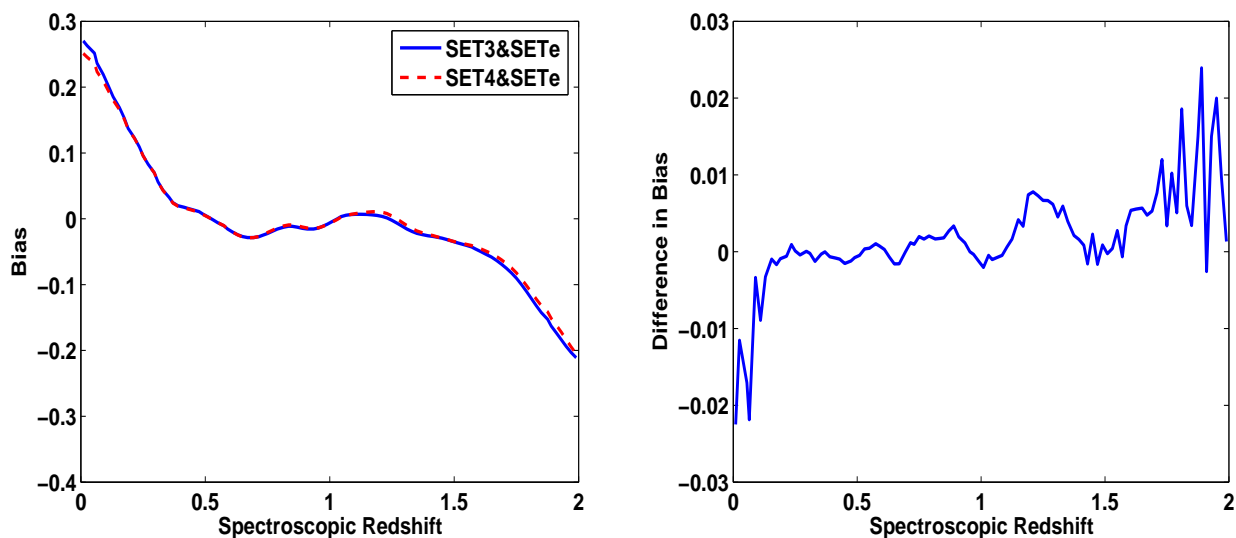 0.3
0.2
0.1
0
−0.1
−0.2
−0.3
−0.4
Bias
SET3&SETe
SET4&SETe
0 0.5 1 1.5 2
Spectroscopic Redshift
0.03
0.02
0.01
0
−0.01
−0.02
−0.03
Difference in Bias
0 0.5 1 1.5 2
Spectroscopic Redshift